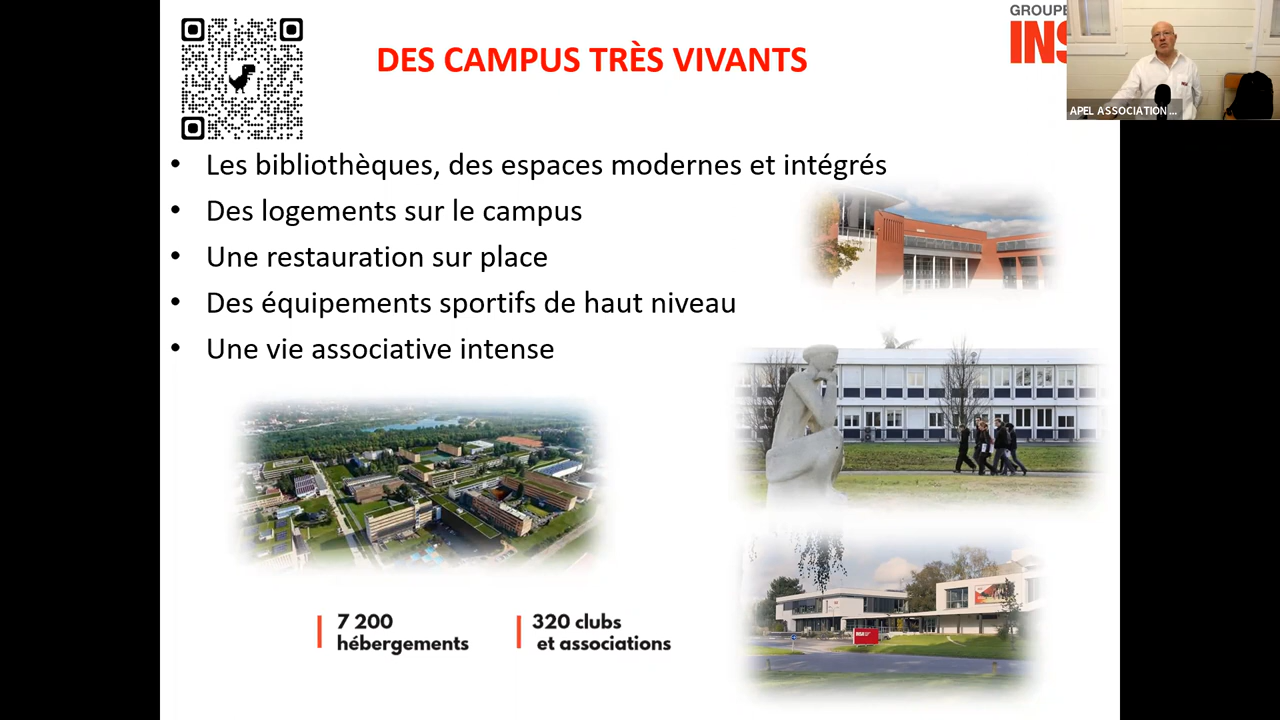 GROUPE
INS
DES CAMPUS TRÈS VIVANTS
APEL ASSOCIATION ...
• Les bibliothèques, des espaces modernes et intégrés
• Des logements sur le campus
• Une restauration sur place
• Des équipements sportifs de haut niveau
• Une vie associative intense
7 200
hébergements
320 clubs
et associations
INSA